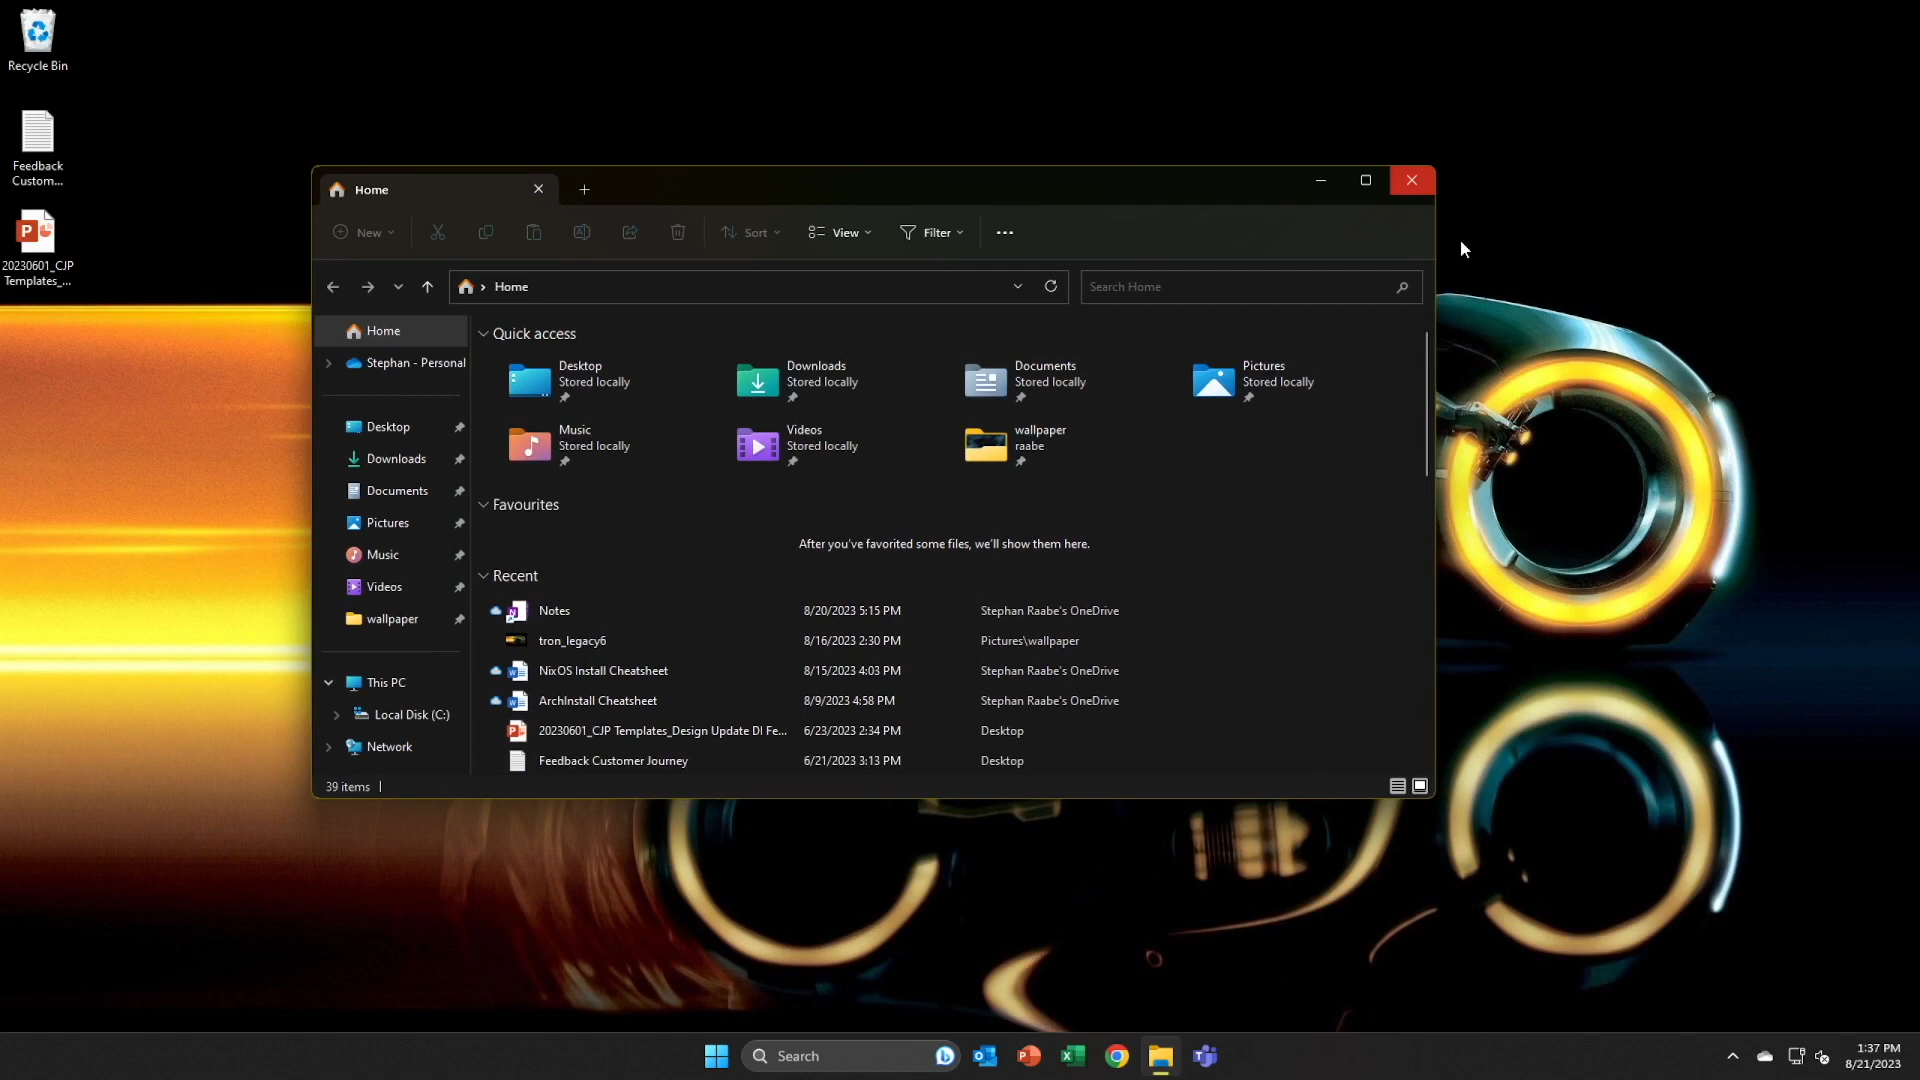 Recycle Bin
Feedback
Custom...
20230601_CJP
Templates_...
Home
New
Sort
View
Filter
Home
Search Home
Home
Stephan - Personal
Desktop
Downloads
Documents
Pictures
Music
Videos
wallpaper
This PC
Local Disk (C:)
Network
Quick access
Desktop
Stored locally
Downloads
Stored locally
Documents
Stored locally
Pictures
Stored locally
Music
Stored locally
Videos
Stored locally
wallpaper
raabe
Favourites
After you've favorited some files, we'll show them here.
Recent
Notes 8/20/2023 5:15 PM Stephan Raabe's OneDrive
tron_legacy6 8/16/2023 2:30 PM Pictures\wallpaper
NixOS Install Cheatsheet 8/15/2023 4:03 PM Stephan Raabe's OneDrive
ArchInstall Cheatsheet 8/9/2023 4:58 PM Stephan Raabe's OneDrive
20230601_CJP Templates_Design Update DI Fe... 6/23/2023 2:34 PM Desktop
Feedback Customer Journey 6/21/2023 3:13 PM Desktop
39 items
Search
1:37 PM
8/21/2023